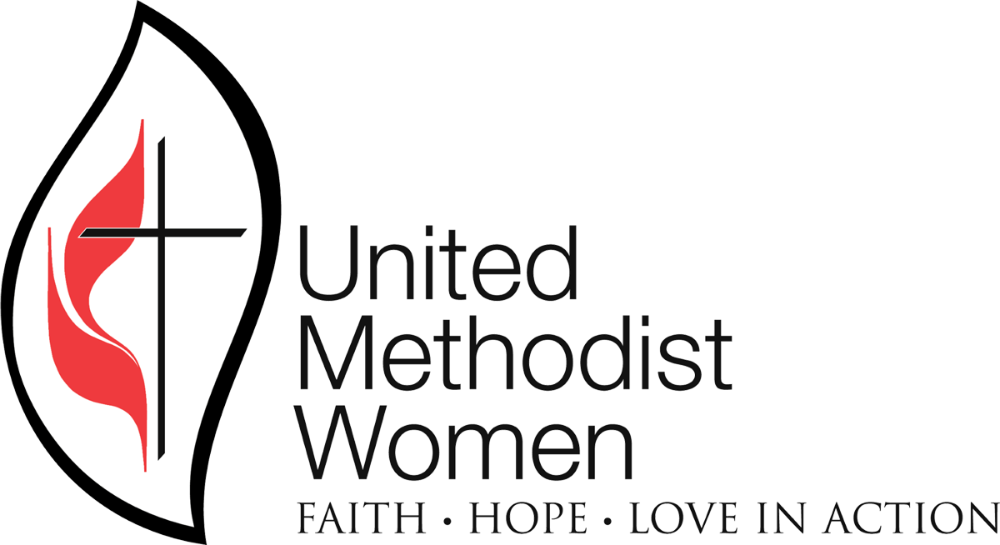 United
Methodist
Women
FAITH • HOPE • LOVE IN ACTION